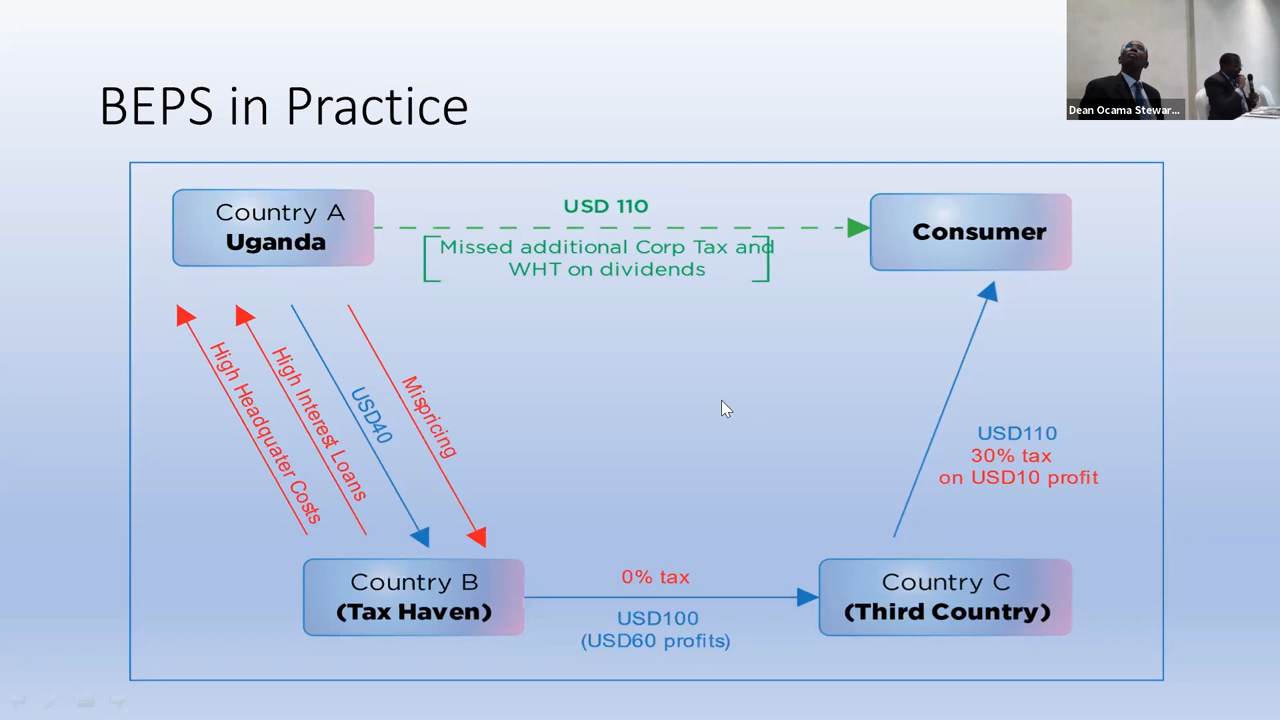 BEPS in Practice
Dean Ocama Stewar...
Country A
Uganda
USD 110
Missed additional Corp Tax and
WHT on dividends
Consumer
High Headquater Costs
High Interest Loans
USD40
Mispricing
USD110
30% tax
on USD10 profit
Country B
(Tax Haven)
0% tax
USD100
(USD60 profits)
Country C
(Third Country)